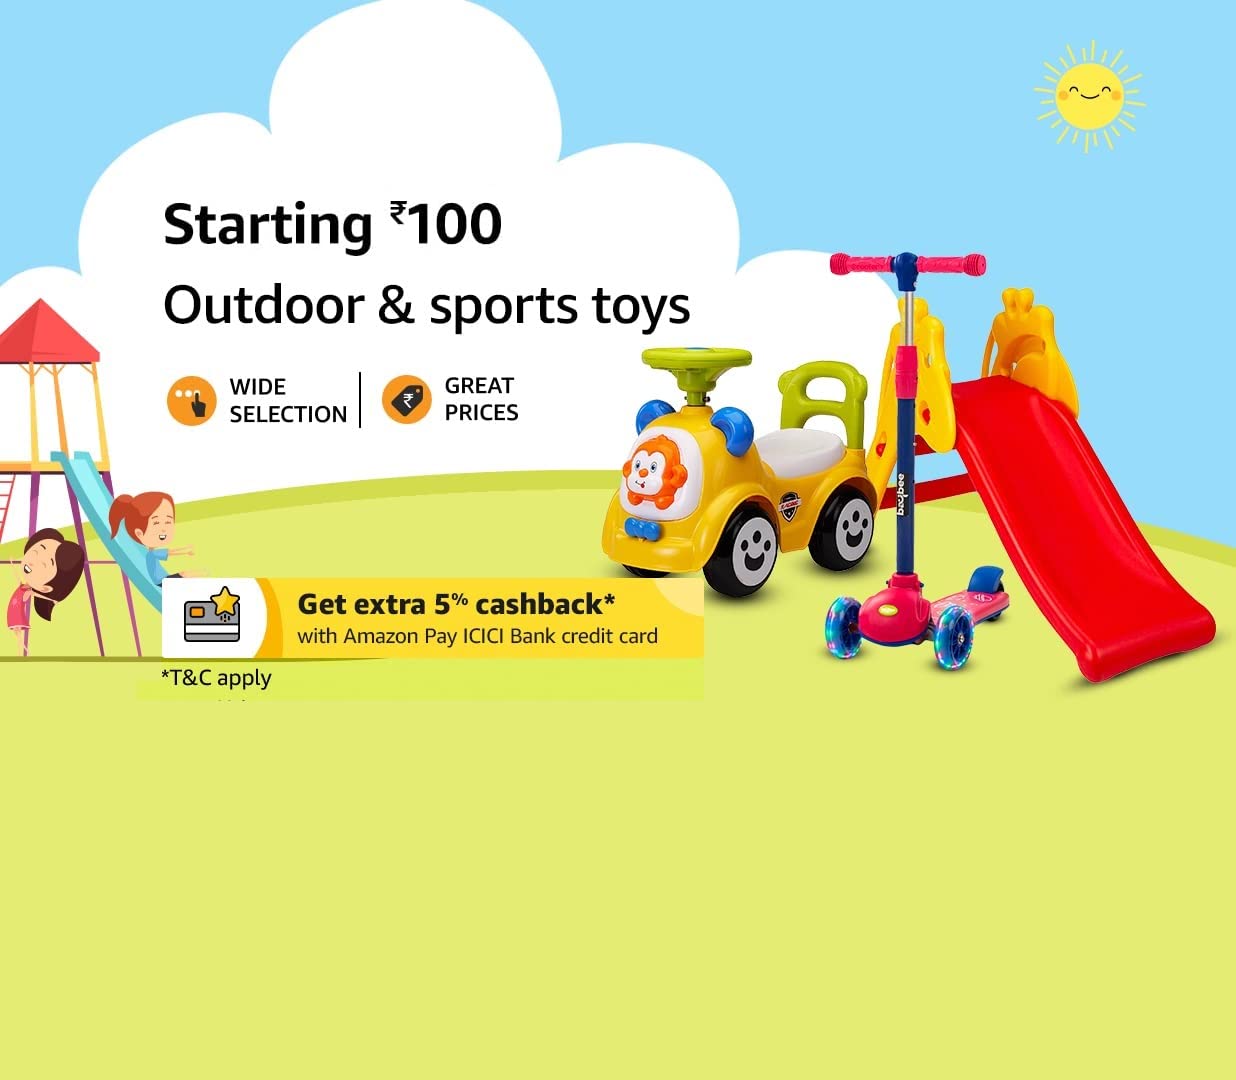 Starting ₹100
Outdoor & sports toys
WIDE
SELECTION
GREAT
PRICES
baybee
Get extra 5% cashback*
with Amazon Pay ICICI Bank credit card
*T&C apply